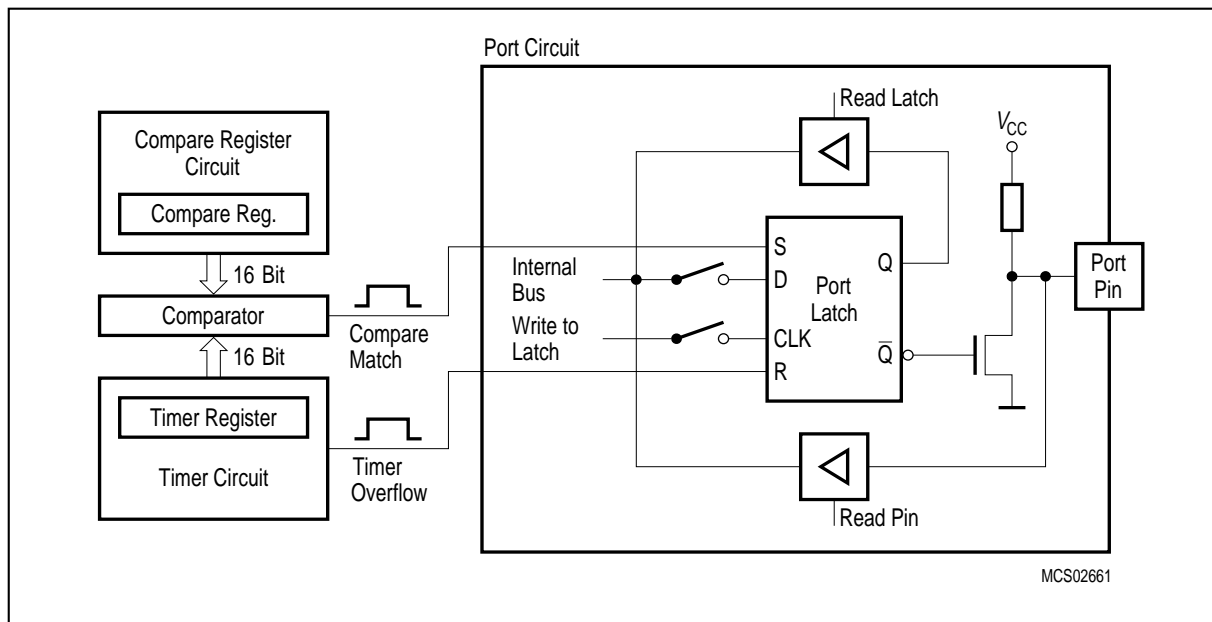 Port Circuit
Read Latch
Compare Register
Circuit
Compare Reg.
16 Bit
Comparator
16 Bit
Timer Register
Timer Circuit
Compare
Match
Timer
Overflow
Internal
Bus
Write to
Latch
S
D
CLK
R
Port
Latch
Q
Q̅
VCC
Port
Pin
Read Pin
MCS02661